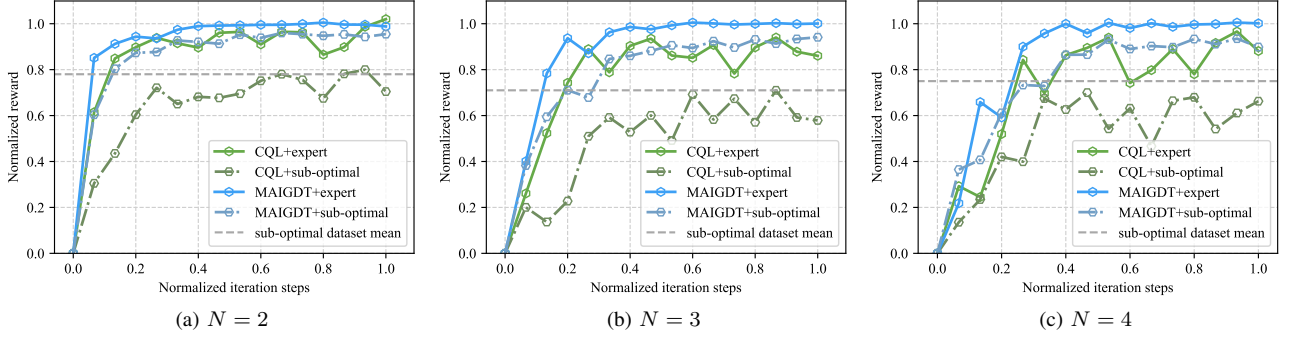 Normalized reward
1.0
0.8
0.6
0.4
0.2
0.0
CQL+expert
CQL+sub-optimal
MAIGDT+expert
MAIGDT+sub-optimal
sub-optimal dataset mean
0.0 0.2 0.4 0.6 0.8 1.0
Normalized iteration steps
(a) N = 2
Normalized reward
1.0
0.8
0.6
0.4
0.2
0.0
CQL+expert
CQL+sub-optimal
MAIGDT+expert
MAIGDT+sub-optimal
sub-optimal dataset mean
0.0 0.2 0.4 0.6 0.8 1.0
Normalized iteration steps
(b) N = 3
Normalized reward
1.0
0.8
0.6
0.4
0.2
0.0
CQL+expert
CQL+sub-optimal
MAIGDT+expert
MAIGDT+sub-optimal
sub-optimal dataset mean
0.0 0.2 0.4 0.6 0.8 1.0
Normalized iteration steps
(c) N = 4